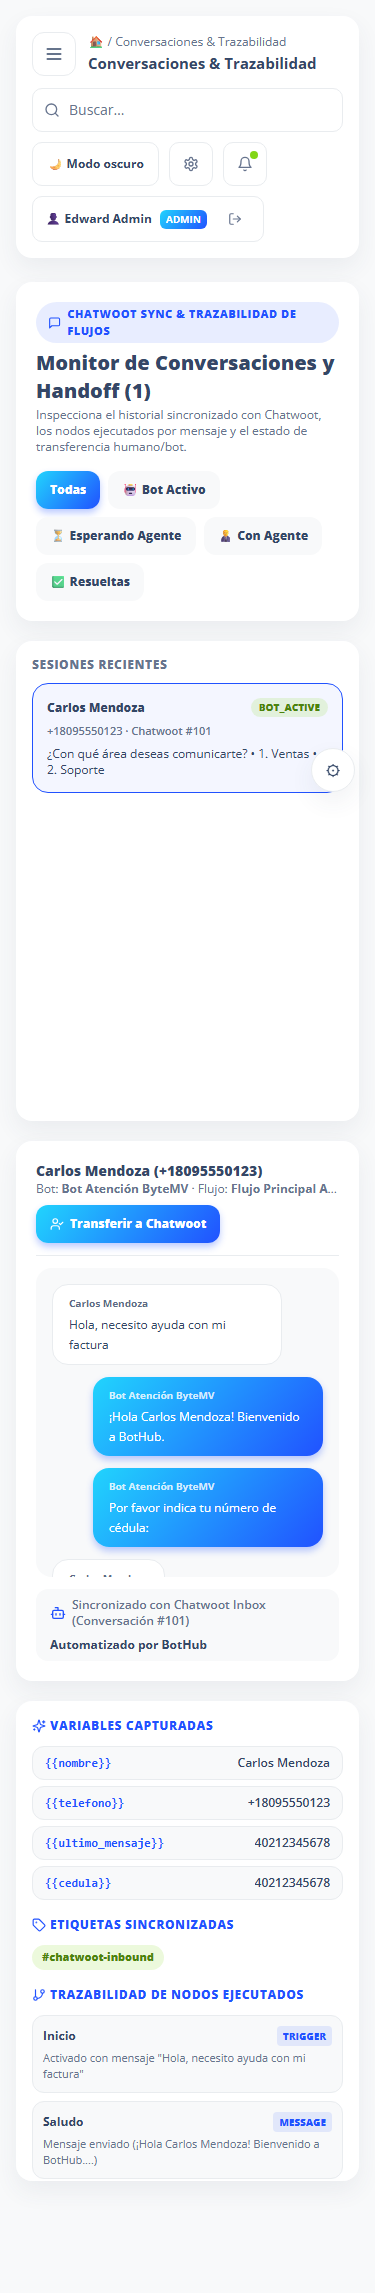 / Conversaciones & Trazabilidad
Conversaciones & Trazabilidad
Buscar...
Modo oscuro
Edward Admin ADMIN
CHATWOOT SYNC & TRAZABILIDAD DE
FLUJOS
Monitor de Conversaciones y
Handoff (1)
Inspecciona el historial sincronizado con Chatwoot,
los nodos ejecutados por mensaje y el estado de
transferencia humano/bot.
Todas
Bot Activo
Esperando Agente
Con Agente
Resueltas
SESIONES RECIENTES
Carlos Mendoza BOT_ACTIVE
+18095550123 · Chatwoot #101
¿Con qué área deseas comunicarte? • 1. Ventas •
2. Soporte
Carlos Mendoza (+18095550123)
Bot: Bot Atención ByteMV · Flujo: Flujo Principal A...
Transferir a Chatwoot
Carlos Mendoza
Hola, necesito ayuda con mi
factura
Bot Atención ByteMV
¡Hola Carlos Mendoza! Bienvenido
a BotHub.
Bot Atención ByteMV
Por favor indica tu número de
cédula:
Sincronizado con Chatwoot Inbox
(Conversación #101)
Automatizado por BotHub
VARIABLES CAPTURADAS
{{nombre}} Carlos Mendoza
{{telefono}} +18095550123
{{ultimo_mensaje}} 40212345678
{{cedula}} 40212345678
ETIQUETAS SINCRONIZADAS
#chatwoot-inbound
TRAZABILIDAD DE NODOS EJECUTADOS
Inicio TRIGGER
Activado con mensaje "Hola, necesito ayuda con mi
factura"
Saludo MESSAGE
Mensaje enviado (¡Hola Carlos Mendoza! Bienvenido a
BotHub....)